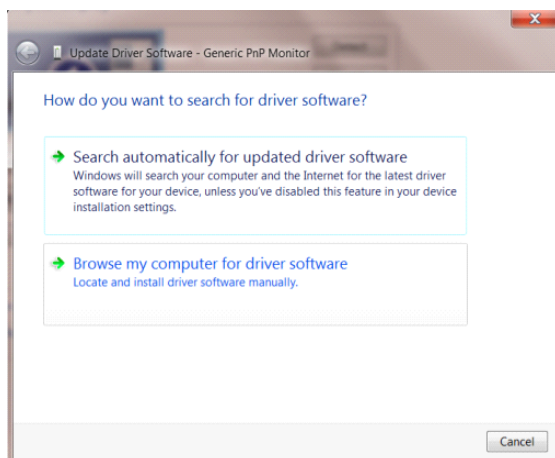 Update Driver Software - Generic PnP Monitor
How do you want to search for driver software?
Search automatically for updated driver software
Windows will search your computer and the Internet for the latest driver
software for your device, unless you've disabled this feature in your device
installation settings.
Browse my computer for driver software
Locate and install driver software manually.
Cancel